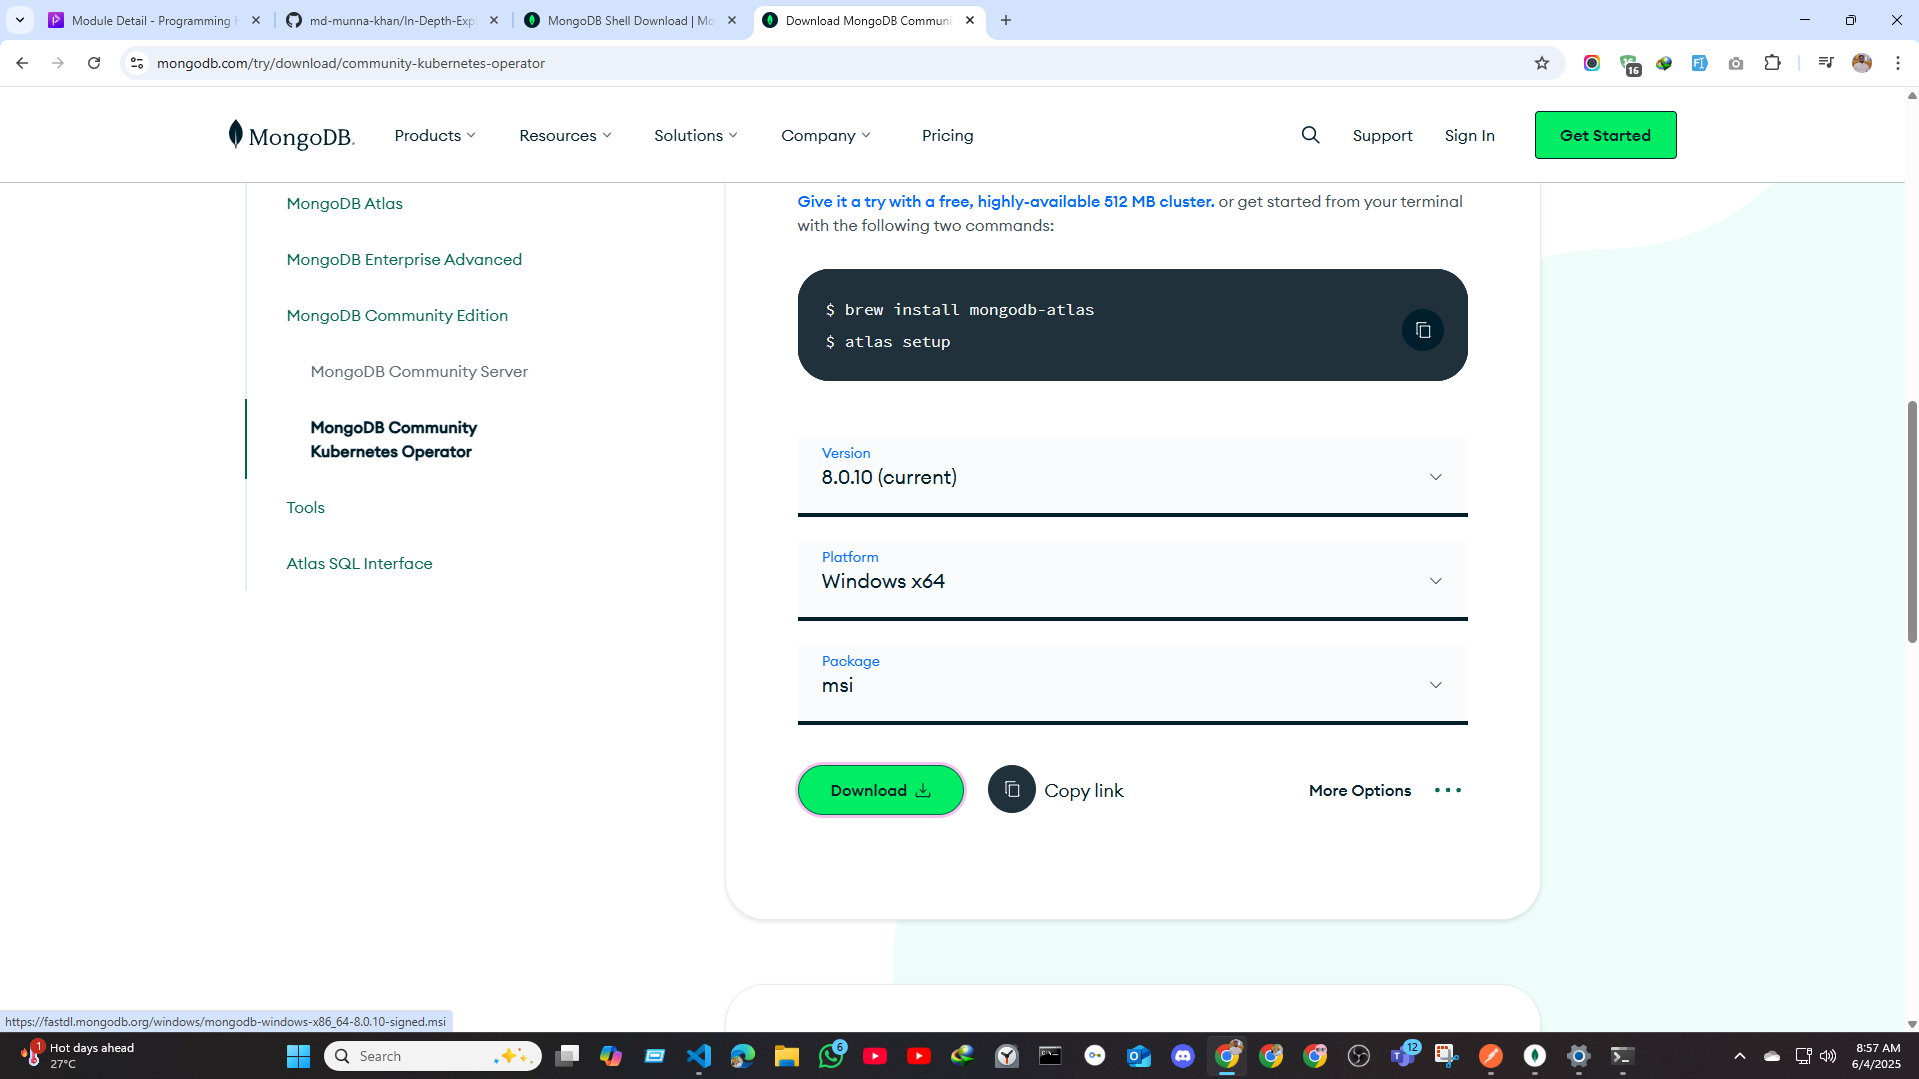 Module Detail - Programming H
md-munna-khan/In-Depth-Expl
MongoDB Shell Download | Mo
Download MongoDB Communi
mongodb.com/try/download/community-kubernetes-operator
16
MongoDB.
Products
Resources
Solutions
Company
Pricing
Support
Sign In
Get Started
MongoDB Atlas
MongoDB Enterprise Advanced
MongoDB Community Edition
MongoDB Community Server
MongoDB Community
Kubernetes Operator
Tools
Atlas SQL Interface
Give it a try with a free, highly-available 512 MB cluster. or get started from your terminal
with the following two commands:
$ brew install mongodb-atlas
$ atlas setup
Version
8.0.10 (current)
Platform
Windows x64
Package
msi
Download
Copy link
More Options
https://fastdl.mongodb.org/windows/mongodb-windows-x86_64-8.0.10-signed.msi
1
Hot days ahead
27°C
Search
6
12
8:57 AM
6/4/2025